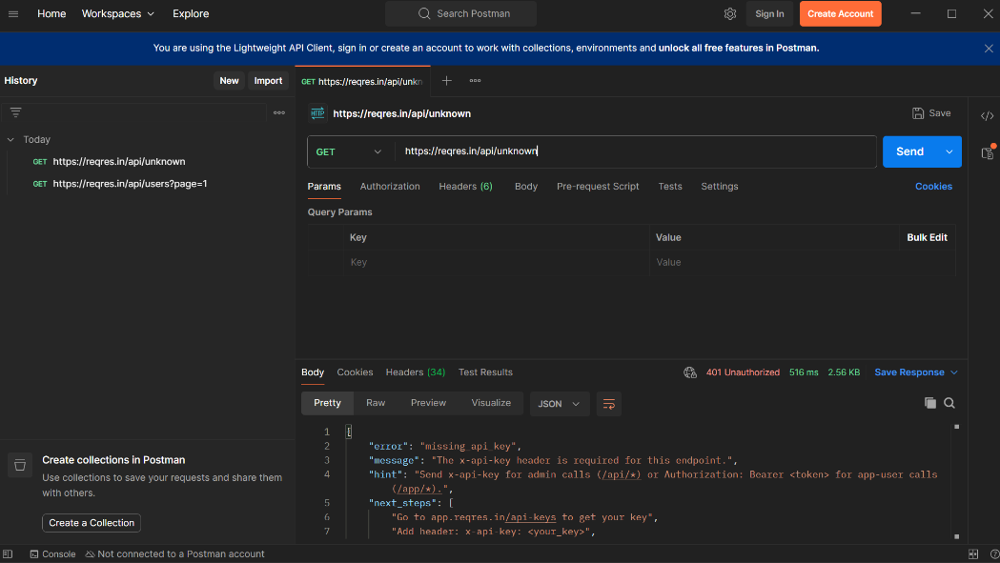 Home Workspaces Explore Search Postman Sign In Create Account
You are using the Lightweight API Client, sign in or create an account to work with collections, environments and unlock all free features in Postman.
History New Import
GET https://reqres.in/api/unkn
HTTP https://reqres.in/api/unknown Save
Today
GET https://reqres.in/api/unknown
GET https://reqres.in/api/users?page=1
GET https://reqres.in/api/unknown Send
Params Authorization Headers (6) Body Pre-request Script Tests Settings Cookies
Query Params
Key Value Bulk Edit
Key Value
Body Cookies Headers (34) Test Results 401 Unauthorized 516 ms 2.56 KB Save Response
Pretty Raw Preview Visualize JSON
1 {
2 "error": "missing_api_key",
3 "message": "The x-api-key header is required for this endpoint.",
4 "hint": "Send x-api-key for admin calls (/api/*) or Authorization: Bearer <token> for app-user calls
(/app/*).",
5 "next_steps": [
6 "Go to app.reqres.in/api-keys to get your key",
7 "Add header: x-api-key: <your_key>",
Create collections in Postman
Use collections to save your requests and share them
with others.
Create a Collection
Console Not connected to a Postman account